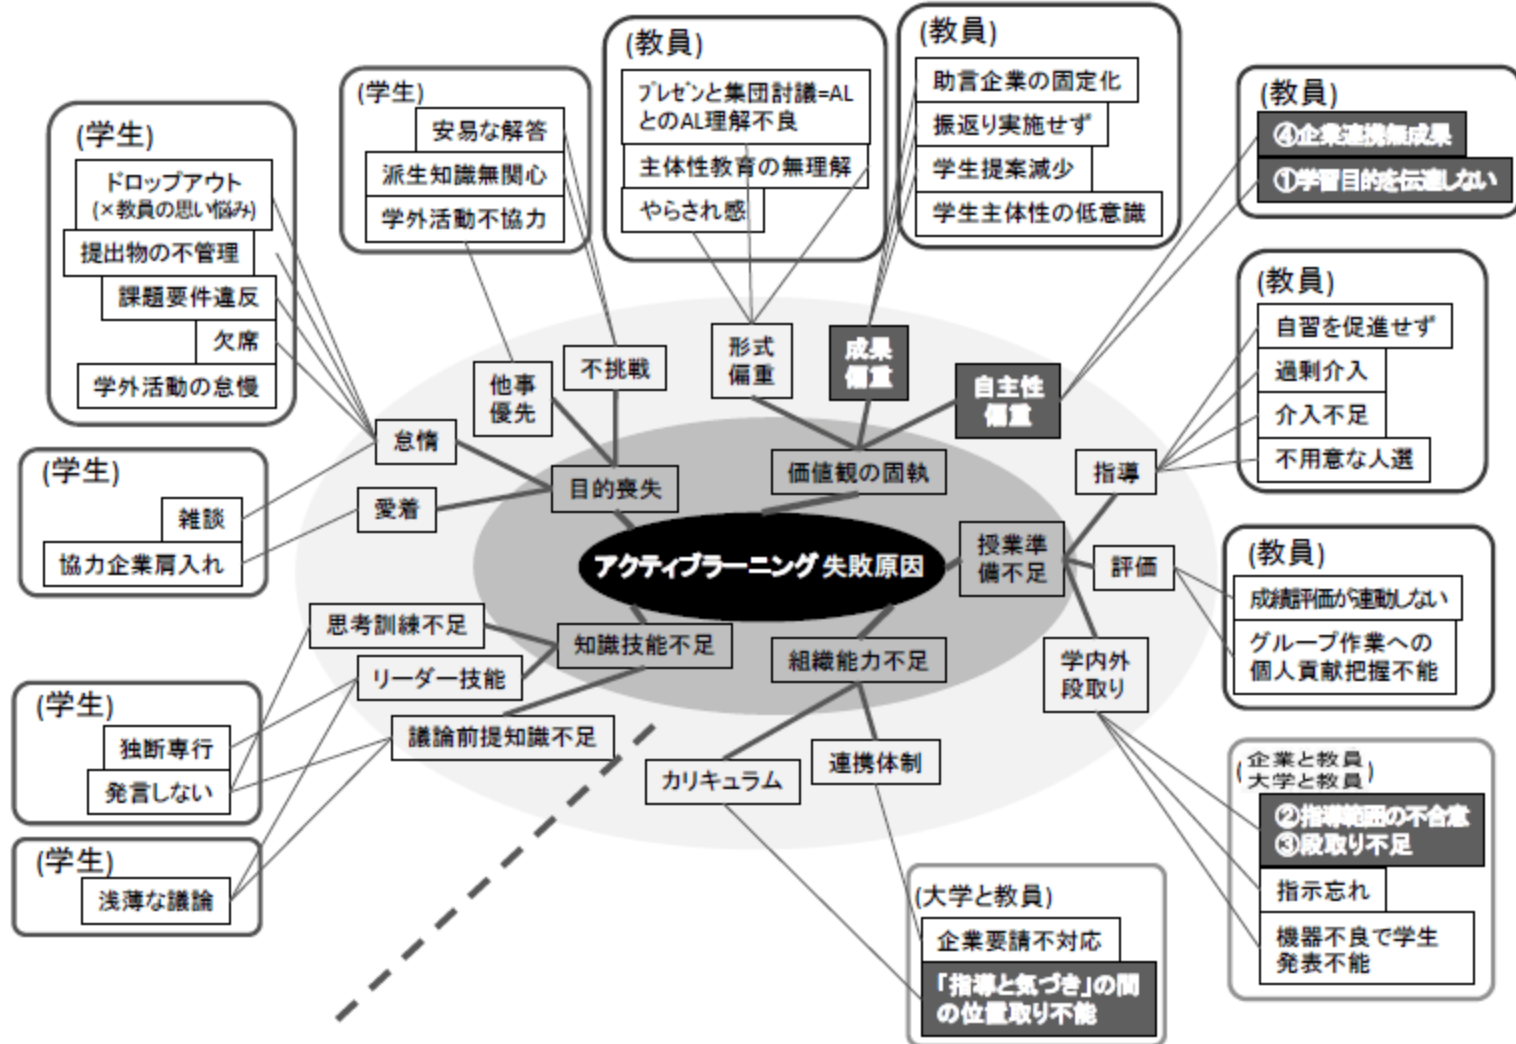 (学生)
ドロップアウト
(×教員の思い悩み)
提出物の不管理
課題要件違反
欠席
学外活動の怠慢
(学生)
安易な解答
派生知識無関心
学外活動不協力
(教員)
プレゼンと集団討議=AL
とのAL理解不良
主体性教育の無理解
やらされ感
(教員)
助言企業の固定化
振返り実施せず
学生提案減少
学生主体性の低意識
(教員)
④企業連携無成果
①学習目的を伝達しない
(教員)
自習を促進せず
過剰介入
介入不足
不用意な人選
(学生)
雑談
協力企業肩入れ
怠惰
愛着
他事
優先
不挑戦
目的喪失
形式
偏重
成果
偏重
自主性
偏重
価値観の固執
指導
評価
授業準
備不足
学内外
段取り
アクティブラーニング 失敗原因
(教員)
成績評価が連動しない
グループ作業への
個人貢献把握不能
思考訓練不足
リーダー技能
議論前提知識不足
知識技能不足
組織能力不足
カリキュラム
連携体制
(学生)
独断専行
発言しない
(学生)
浅薄な議論
(企業と教員
大学と教員)
②指導範囲の不合意
③段取り不足
指示忘れ
機器不良で学生
発表不能
(大学と教員)
企業要請不対応
「指導と気づき」の間
の位置取り不能